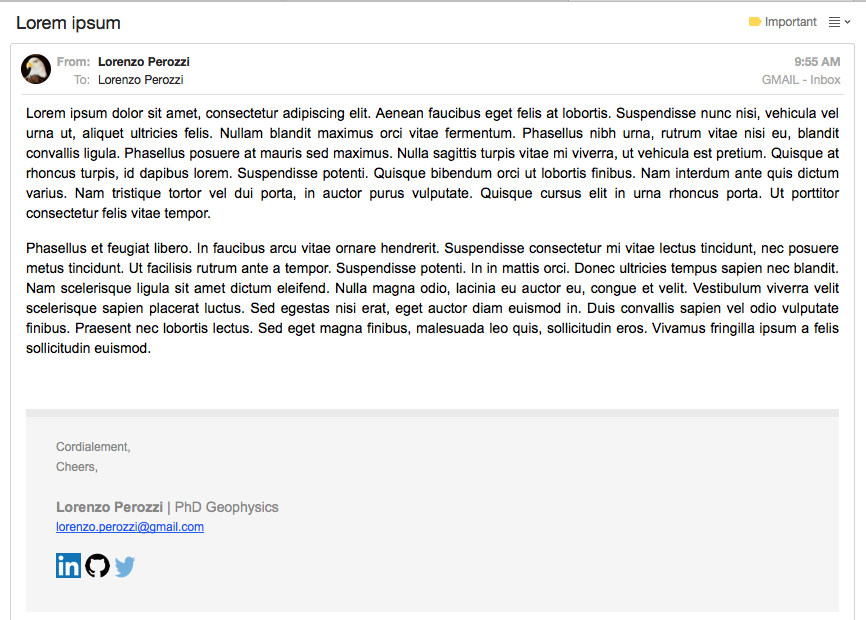 Lorem ipsum
Important
From: Lorenzo Perozzi
9:55 AM
To: Lorenzo Perozzi
GMAIL - Inbox
Lorem ipsum dolor sit amet, consectetur adipiscing elit. Aenean faucibus eget felis at lobortis. Suspendisse nunc nisi, vehicula vel
urna ut, aliquet ultricies felis. Nullam blandit maximus orci vitae fermentum. Phasellus nibh urna, rutrum vitae nisi eu, blandit
convallis ligula. Phasellus posuere at mauris sed maximus. Nulla sagittis turpis vitae mi viverra, ut vehicula est pretium. Quisque at
rhoncus turpis, id dapibus lorem. Suspendisse potenti. Quisque bibendum orci ut lobortis finibus. Nam interdum ante quis dictum
varius. Nam tristique tortor vel dui porta, in auctor purus vulputate. Quisque cursus elit in urna rhoncus porta. Ut porttitor
consectetur felis vitae tempor.
Phasellus et feugiat libero. In faucibus arcu vitae ornare hendrerit. Suspendisse consectetur mi vitae lectus tincidunt, nec posuere
metus tincidunt. Ut facilisis rutrum ante a tempor. Suspendisse potenti. In in mattis orci. Donec ultricies tempus sapien nec blandit.
Nam scelerisque ligula sit amet dictum eleifend. Nulla magna odio, lacinia eu auctor eu, congue et velit. Vestibulum viverra velit
scelerisque sapien placerat luctus. Sed egestas nisi erat, eget auctor diam euismod in. Duis convallis sapien vel odio vulputate
finibus. Praesent nec lobortis lectus. Sed eget magna finibus, malesuada leo quis, sollicitudin eros. Vivamus fringilla ipsum a felis
sollicitudin euismod.
Cordialement,
Cheers,
Lorenzo Perozzi | PhD Geophysics
lorenzo.perozzi@gmail.com
in